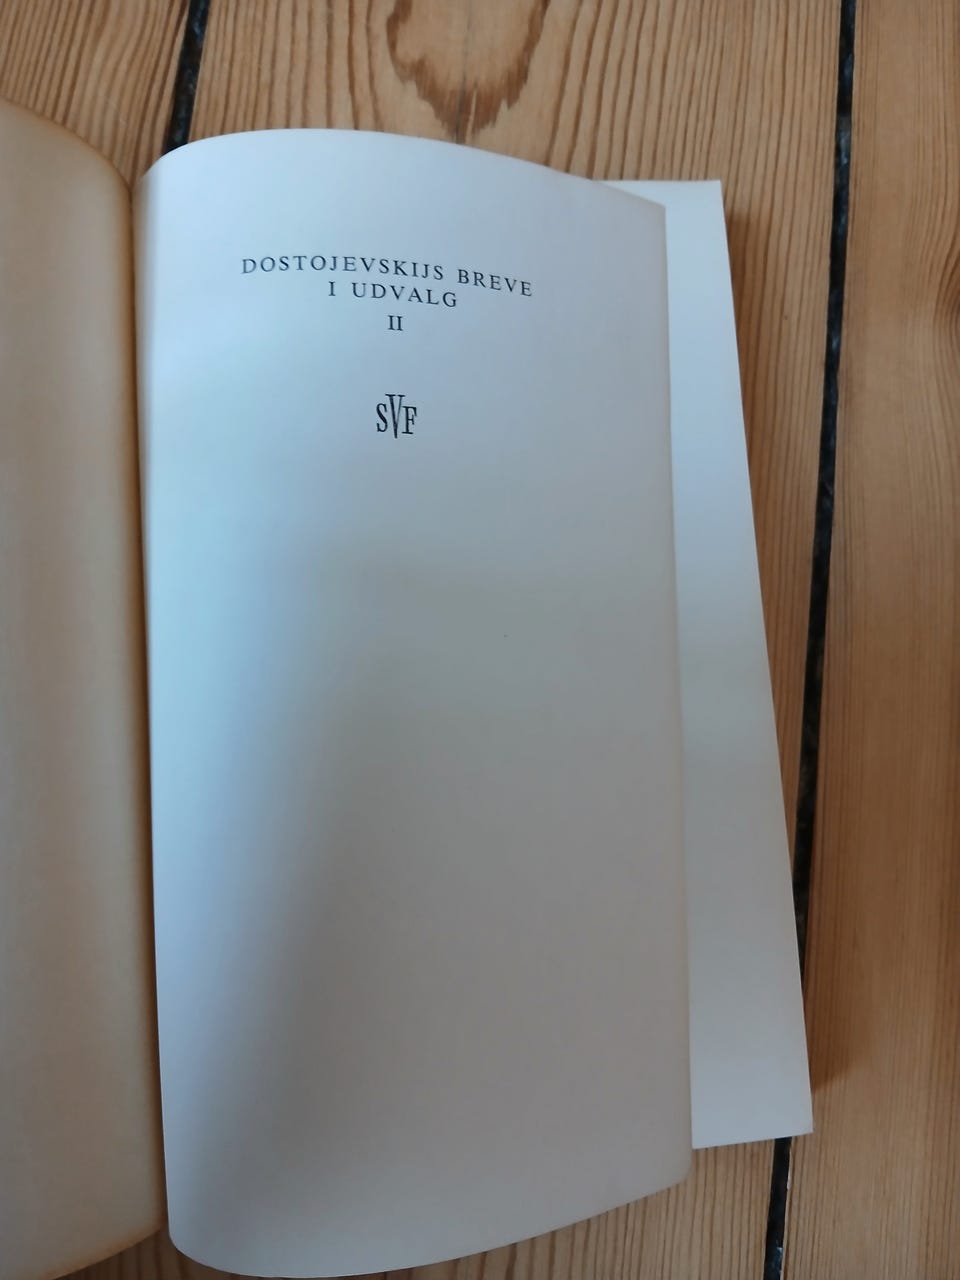 DOSTOJEVSKIJS BREVE
I UDVALG
II
SVF